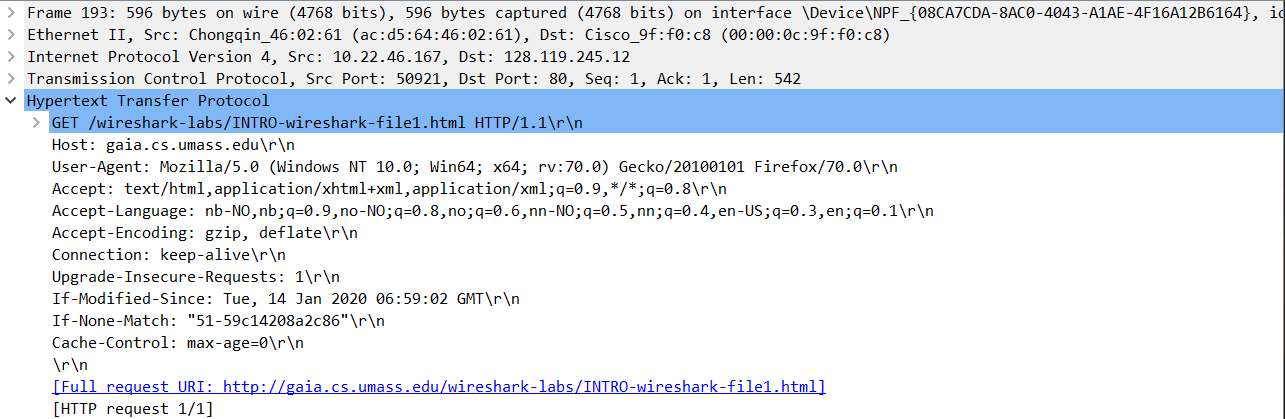 Frame 193: 596 bytes on wire (4768 bits), 596 bytes captured (4768 bits) on interface \Device\NPF_{08CA7CDA-8AC0-4043-A1AE-4F16A12B6164}, id
Ethernet II, Src: Chongqin_46:02:61 (ac:d5:64:46:02:61), Dst: Cisco_9f:f0:c8 (00:00:0c:9f:f0:c8)
Internet Protocol Version 4, Src: 10.22.46.167, Dst: 128.119.245.12
Transmission Control Protocol, Src Port: 50921, Dst Port: 80, Seq: 1, Ack: 1, Len: 542
Hypertext Transfer Protocol
GET /wireshark-labs/INTRO-wireshark-file1.html HTTP/1.1\r\n
Host: gaia.cs.umass.edu\r\n
User-Agent: Mozilla/5.0 (Windows NT 10.0; Win64; x64; rv:70.0) Gecko/20100101 Firefox/70.0\r\n
Accept: text/html,application/xhtml+xml,application/xml;q=0.9,*/*;q=0.8\r\n
Accept-Language: nb-NO,nb;q=0.9,no-NO;q=0.8,no;q=0.6,nn-NO;q=0.5,nn;q=0.4,en-US;q=0.3,en;q=0.1\r\n
Accept-Encoding: gzip, deflate\r\n
Connection: keep-alive\r\n
Upgrade-Insecure-Requests: 1\r\n
If-Modified-Since: Tue, 14 Jan 2020 06:59:02 GMT\r\n
If-None-Match: "51-59c14208a2c86"\r\n
Cache-Control: max-age=0\r\n
\r\n
[Full request URI: http://gaia.cs.umass.edu/wireshark-labs/INTRO-wireshark-file1.html]
[HTTP request 1/1]